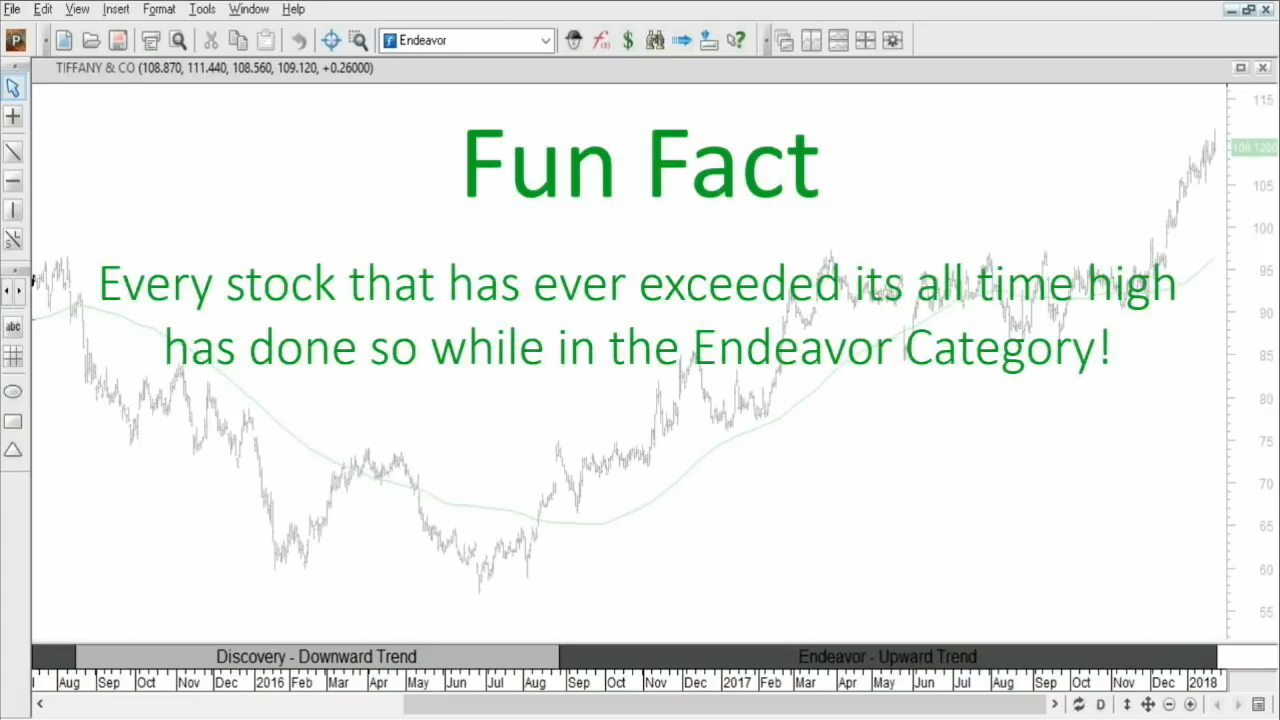 File Edit View Insert Format Tools Window Help
P Endeavor f(x) $ ?
TIFFANY & CO (108.870, 111.440, 108.560, 109.120, +0.26000)
Fun Fact
Every stock that has ever exceeded its all time high
has done so while in the Endeavor Category!
abc
115
109.1200
105
100
95
90
85
80
75
70
65
60
55
Discovery - Downward Trend Endeavor - Upward Trend
Aug Sep Oct Nov Dec 2016 Feb Mar Apr May Jun Jul Aug Sep Oct Nov Dec 2017 Feb Mar Apr May Jun Jul Aug Sep Oct Nov Dec 2018
D